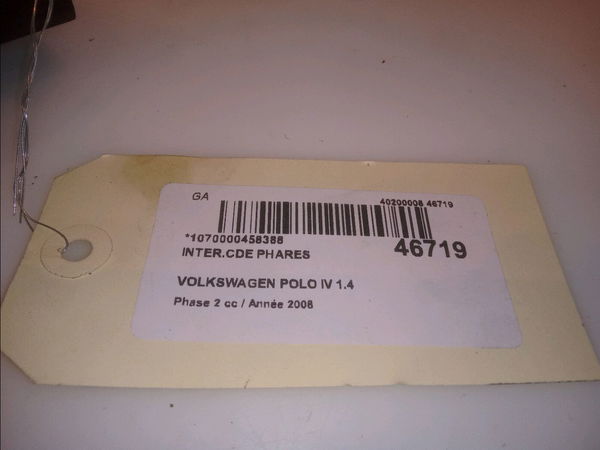 GA
40200008 46719
*1070000458388
46719
INTER.CDE PHARES
VOLKSWAGEN POLO IV 1.4
Phase 2 cc / Année 2008